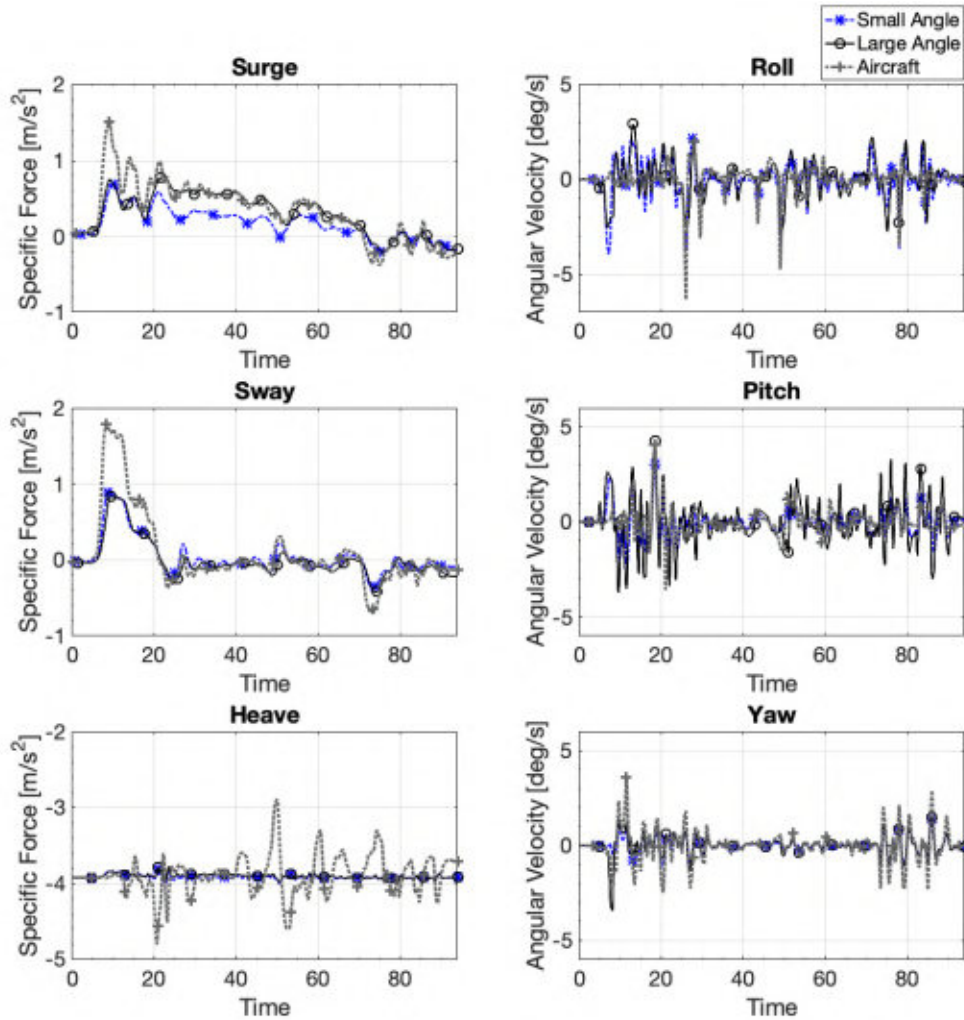 Small Angle
Large Angle
Aircraft
Surge
Specific Force [m/s²]
2
1
0
-1
0 20 40 60 80
Time
Roll
Angular Velocity [deg/s]
5
0
-5
0 20 40 60 80
Time
Sway
Specific Force [m/s²]
2
1
0
-1
0 20 40 60 80
Time
Pitch
Angular Velocity [deg/s]
5
0
-5
0 20 40 60 80
Time
Heave
Specific Force [m/s²]
-2
-3
-4
-5
0 20 40 60 80
Time
Yaw
Angular Velocity [deg/s]
5
0
-5
0 20 40 60 80
Time